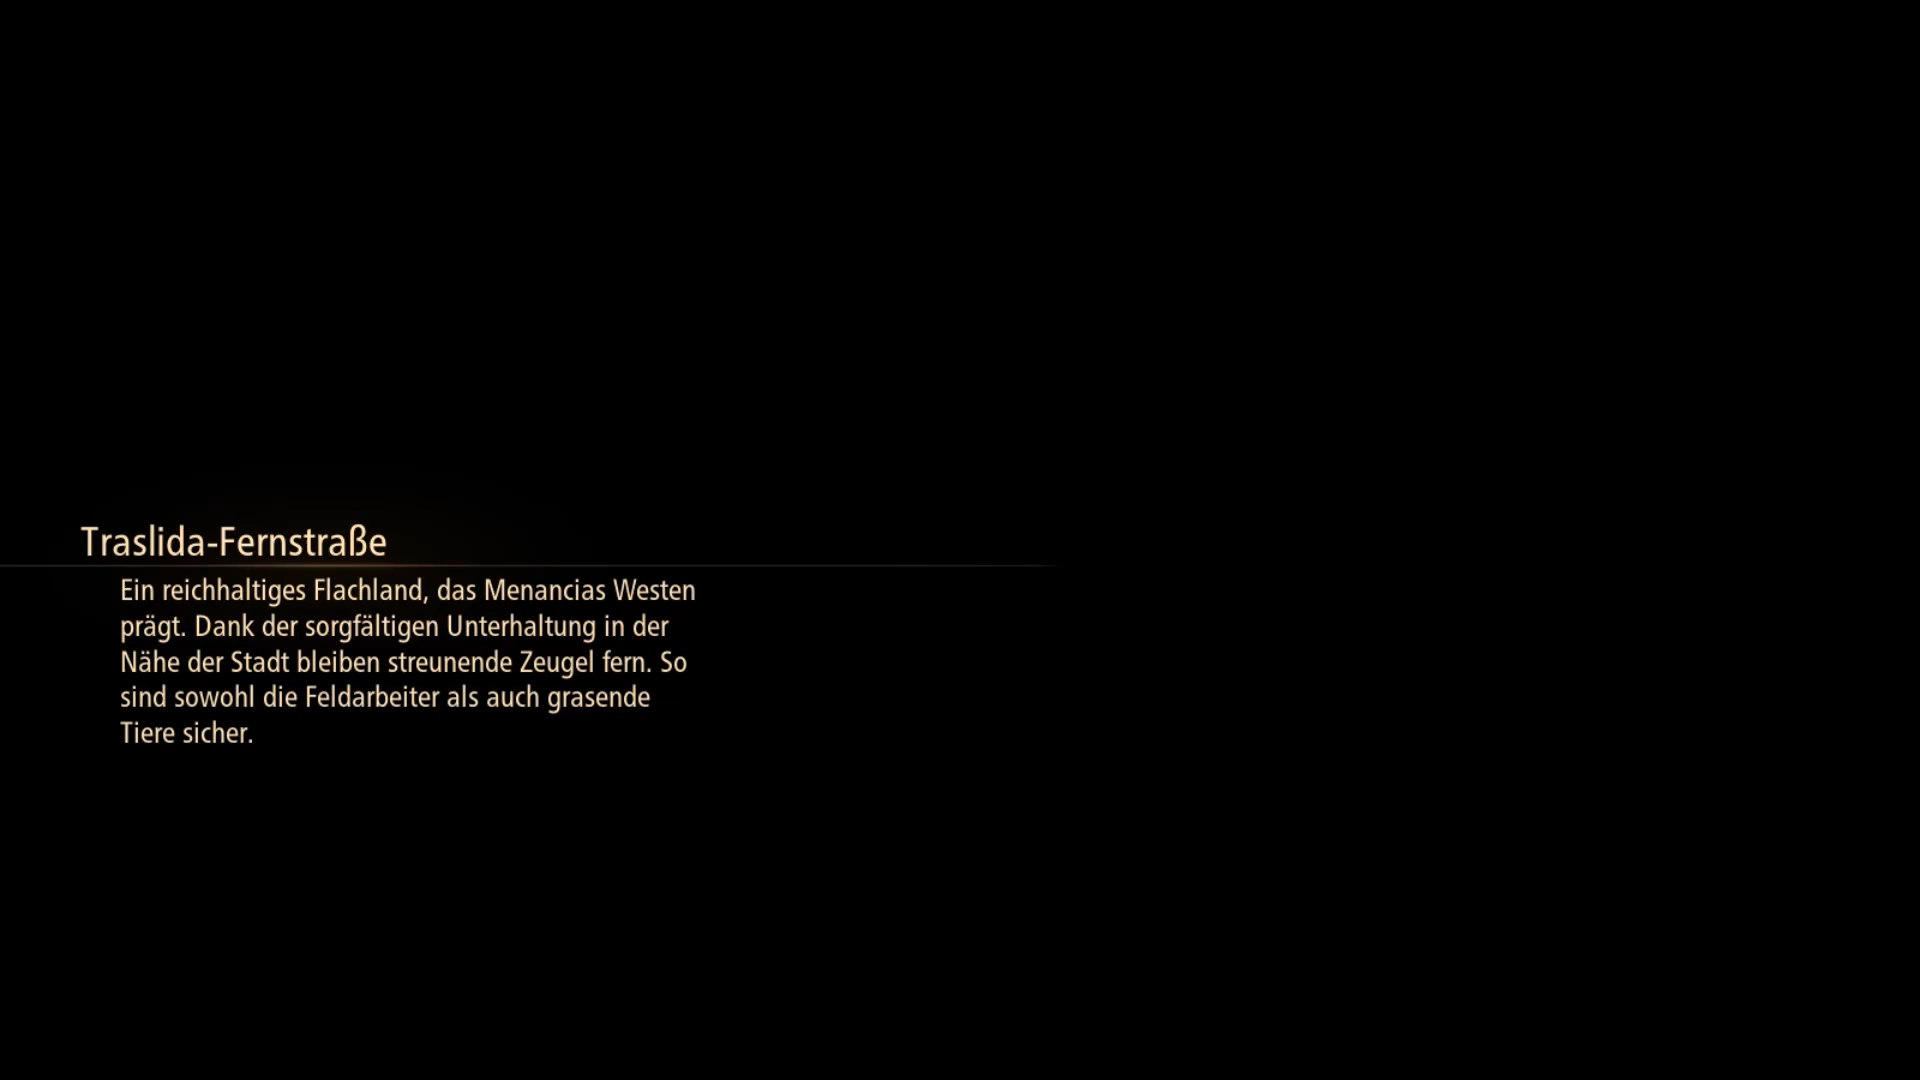 Traslida-Fernstraße
Ein reichhaltiges Flachland, das Menancias Westen
prägt. Dank der sorgfältigen Unterhaltung in der
Nähe der Stadt bleiben streunende Zeugel fern. So
sind sowohl die Feldarbeiter als auch grasende
Tiere sicher.